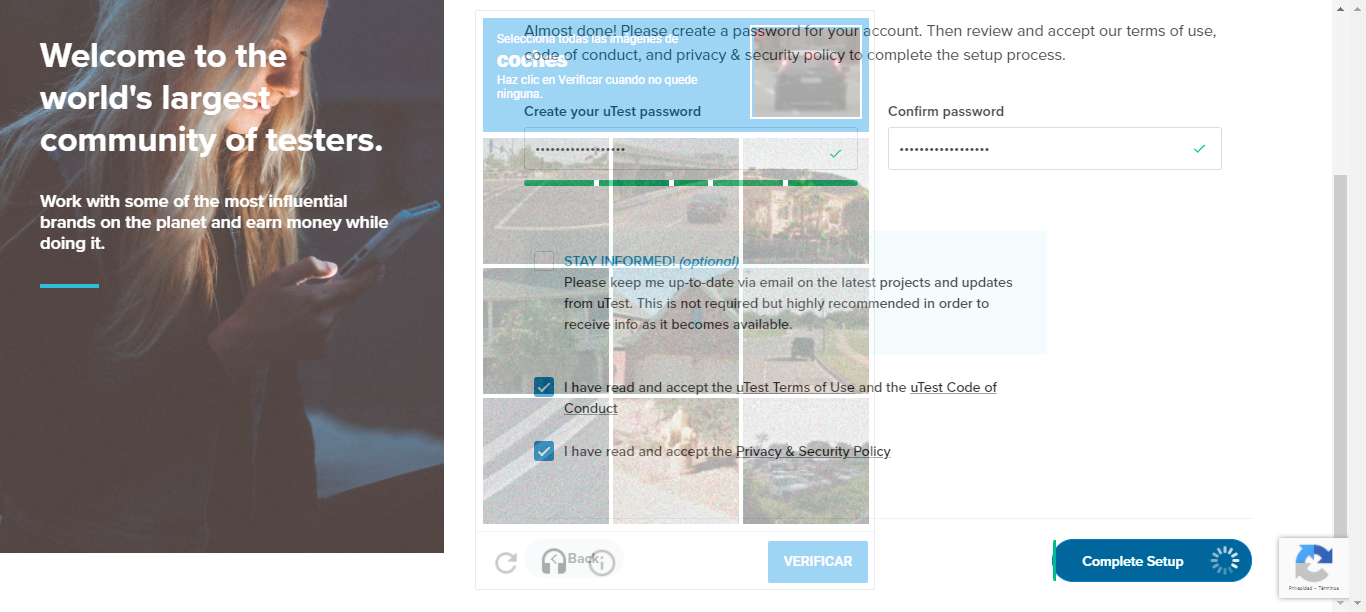 Welcome to the
world's largest
community of testers.
Work with some of the most influential
brands on the planet and earn money while
doing it.
Almost done! Please create a password for your account. Then review and accept our terms of use,
code of conduct, and privacy & security policy to complete the setup process.
Selecciona todas las imágenes de
coches
Haz clic en Verificar cuando no quede
ninguna.
Create your uTest password
Confirm password
STAY INFORMED! (optional)
Please keep me up-to-date via email on the latest projects and updates
from uTest. This is not required but highly recommended in order to
receive info as it becomes available.
I have read and accept the uTest Terms of Use and the uTest Code of
Conduct
I have read and accept the Privacy & Security Policy
Back
VERIFICAR
Complete Setup
Privacidad - Términos